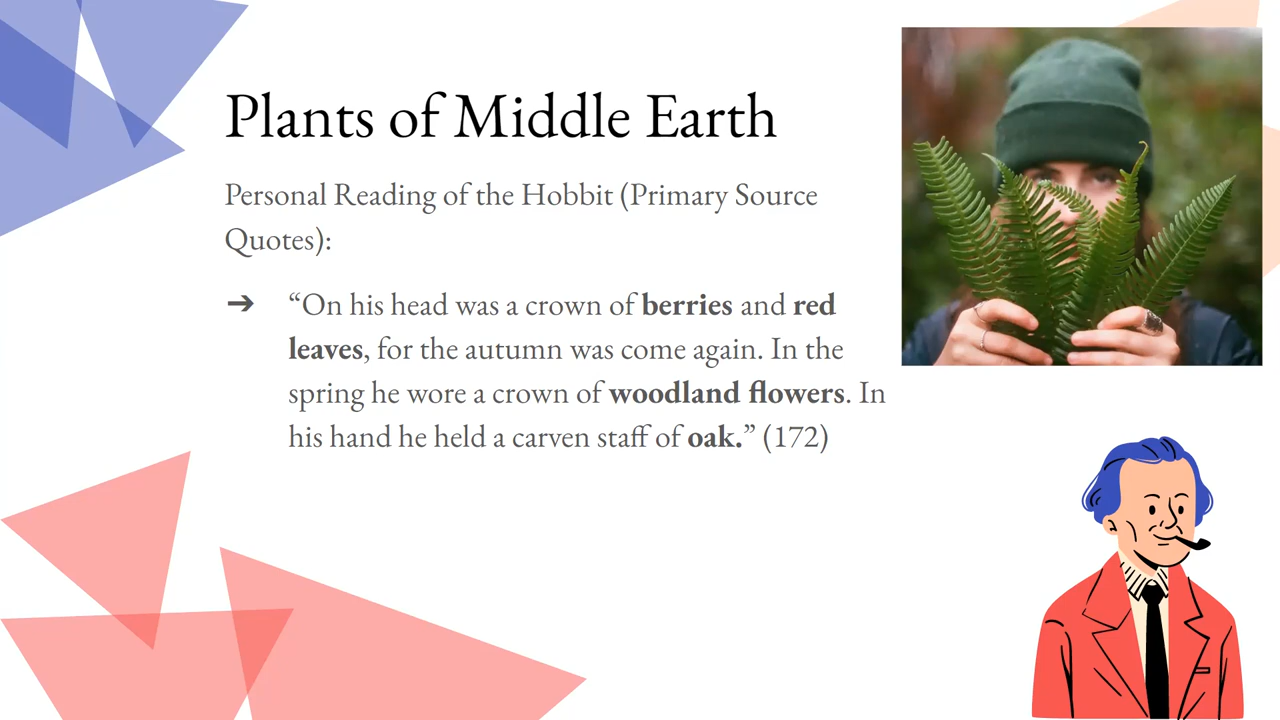 Plants of Middle Earth
Personal Reading of the Hobbit (Primary Source
Quotes):
➔ “On his head was a crown of berries and red
leaves, for the autumn was come again. In the
spring he wore a crown of woodland flowers. In
his hand he held a carven staff of oak.” (172)